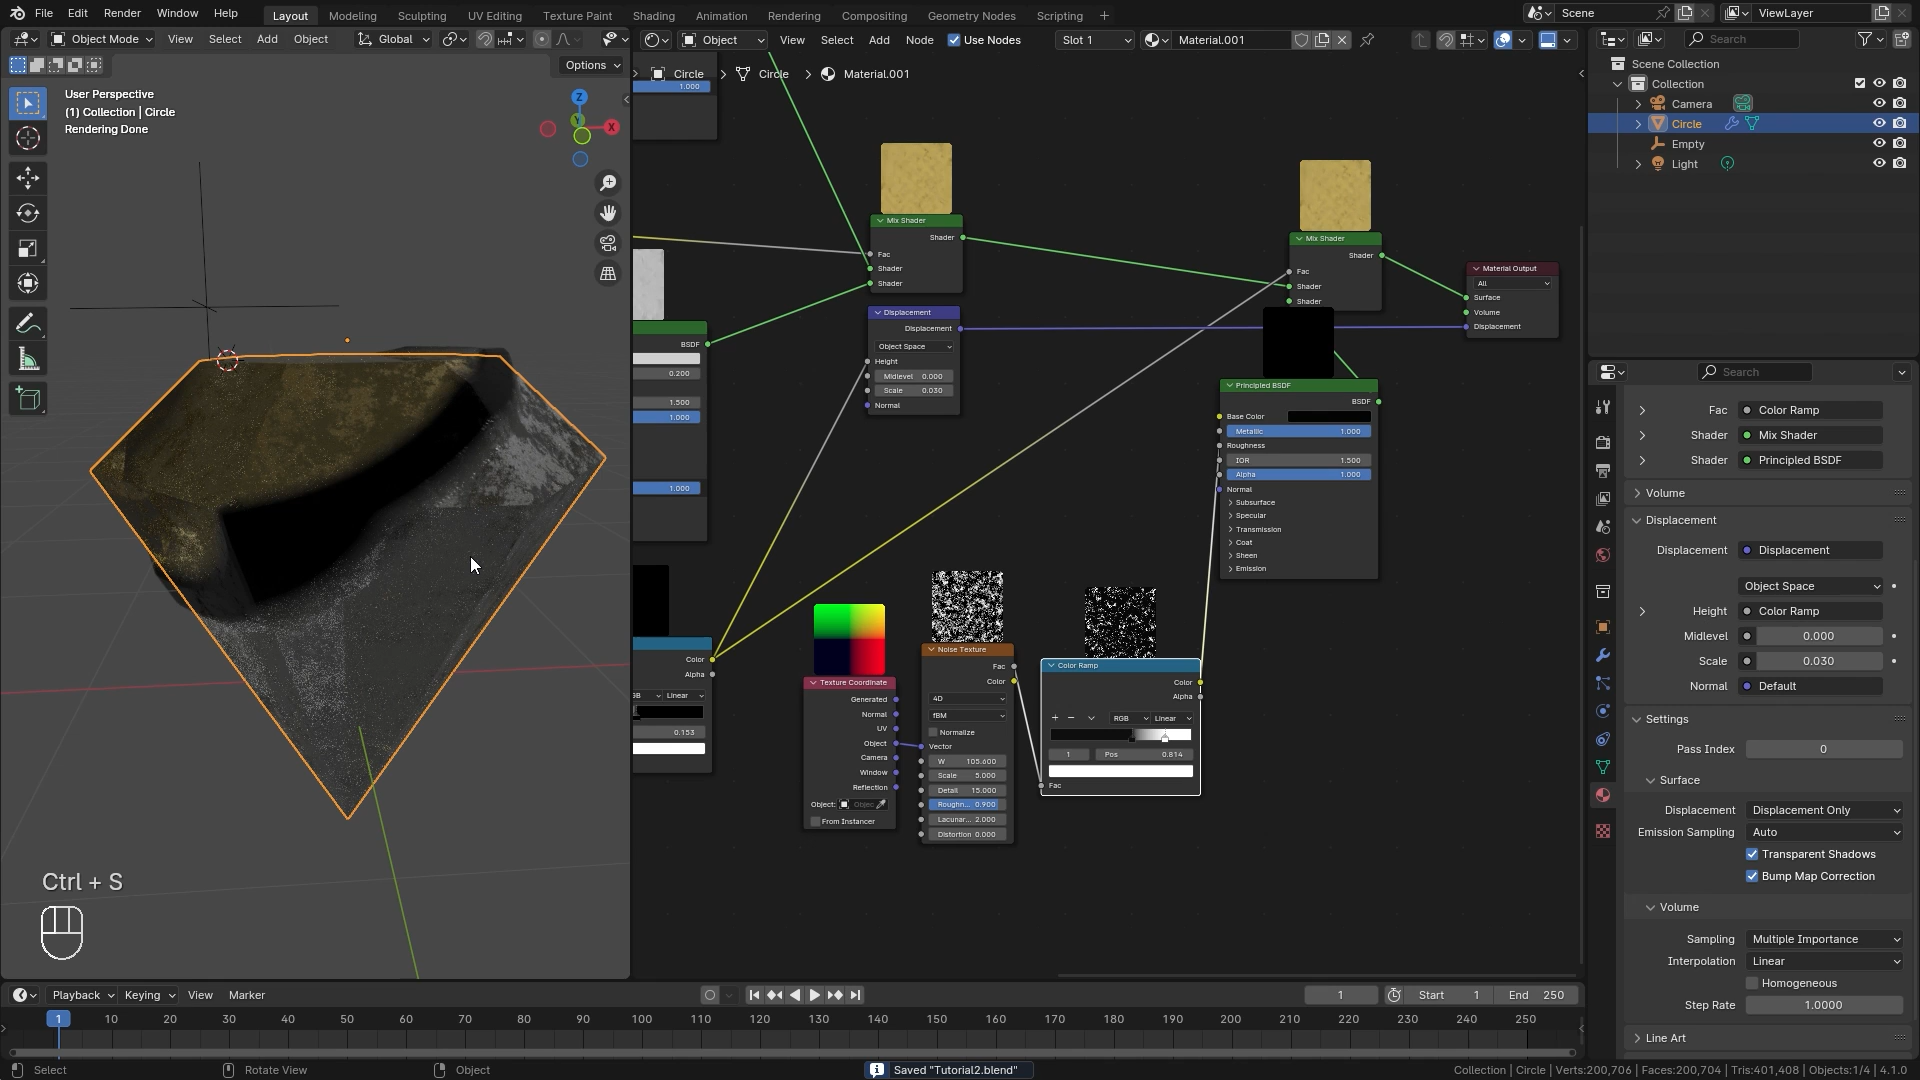 File Edit Render Window Help
Layout Modeling Sculpting UV Editing Texture Paint Shading Animation Rendering Compositing Geometry Nodes Scripting +
Scene ViewLayer
Object Mode View Select Add Object Global
Object View Select Add Node Use Nodes Slot 1 Material.001
Search
Options
Circle > Circle > Material.001
User Perspective
(1) Collection | Circle
Rendering Done
Z
Y
X
Scene Collection
Collection
Camera
Circle
Empty
Light
1.000
Mix Shader
Shader
Fac
Shader
Shader
Mix Shader
Shader
Fac
Shader
Shader
Material Output
All
Surface
Volume
Displacement
Displacement
Displacement
Object Space
Height
Midlevel 0.000
Scale 0.030
Normal
BSDF
0.200
1.500
1.000
1.000
Principled BSDF
BSDF
Base Color
Metallic 1.000
Roughness
IOR 1.500
Alpha 1.000
Normal
Subsurface
Specular
Transmission
Coat
Sheen
Emission
Color
Alpha
GB Linear
0.153
Texture Coordinate
Generated
Normal
UV
Object
Camera
Window
Reflection
Object: Objec
From Instancer
Noise Texture
Fac
Color
4D
fBM
Normalize
Vector
W 105.600
Scale 5.000
Detail 15.000
Roughn... 0.900
Lacunar... 2.000
Distortion 0.000
Color Ramp
Color
Alpha
+ − RGB Linear
1 Pos 0.814
Fac
Search
Fac Color Ramp
Shader Mix Shader
Shader Principled BSDF
Volume
Displacement
Displacement Displacement
Object Space
Height Color Ramp
Midlevel 0.000
Scale 0.030
Normal Default
Settings
Pass Index 0
Surface
Displacement Displacement Only
Emission Sampling Auto
Transparent Shadows
Bump Map Correction
Volume
Sampling Multiple Importance
Interpolation Linear
Homogeneous
Step Rate 1.0000
Line Art
Ctrl + S
Playback Keying View Marker
1 Start 1 End 250
1 10 20 30 40 50 60 70 80 90 100 110 120 130 140 150 160 170 180 190 200 210 220 230 240 250
Select Rotate View Object
Saved "Tutorial2.blend"
Collection | Circle | Verts:200,706 | Faces:200,704 | Tris:401,408 | Objects:1/4 | 4.1.0